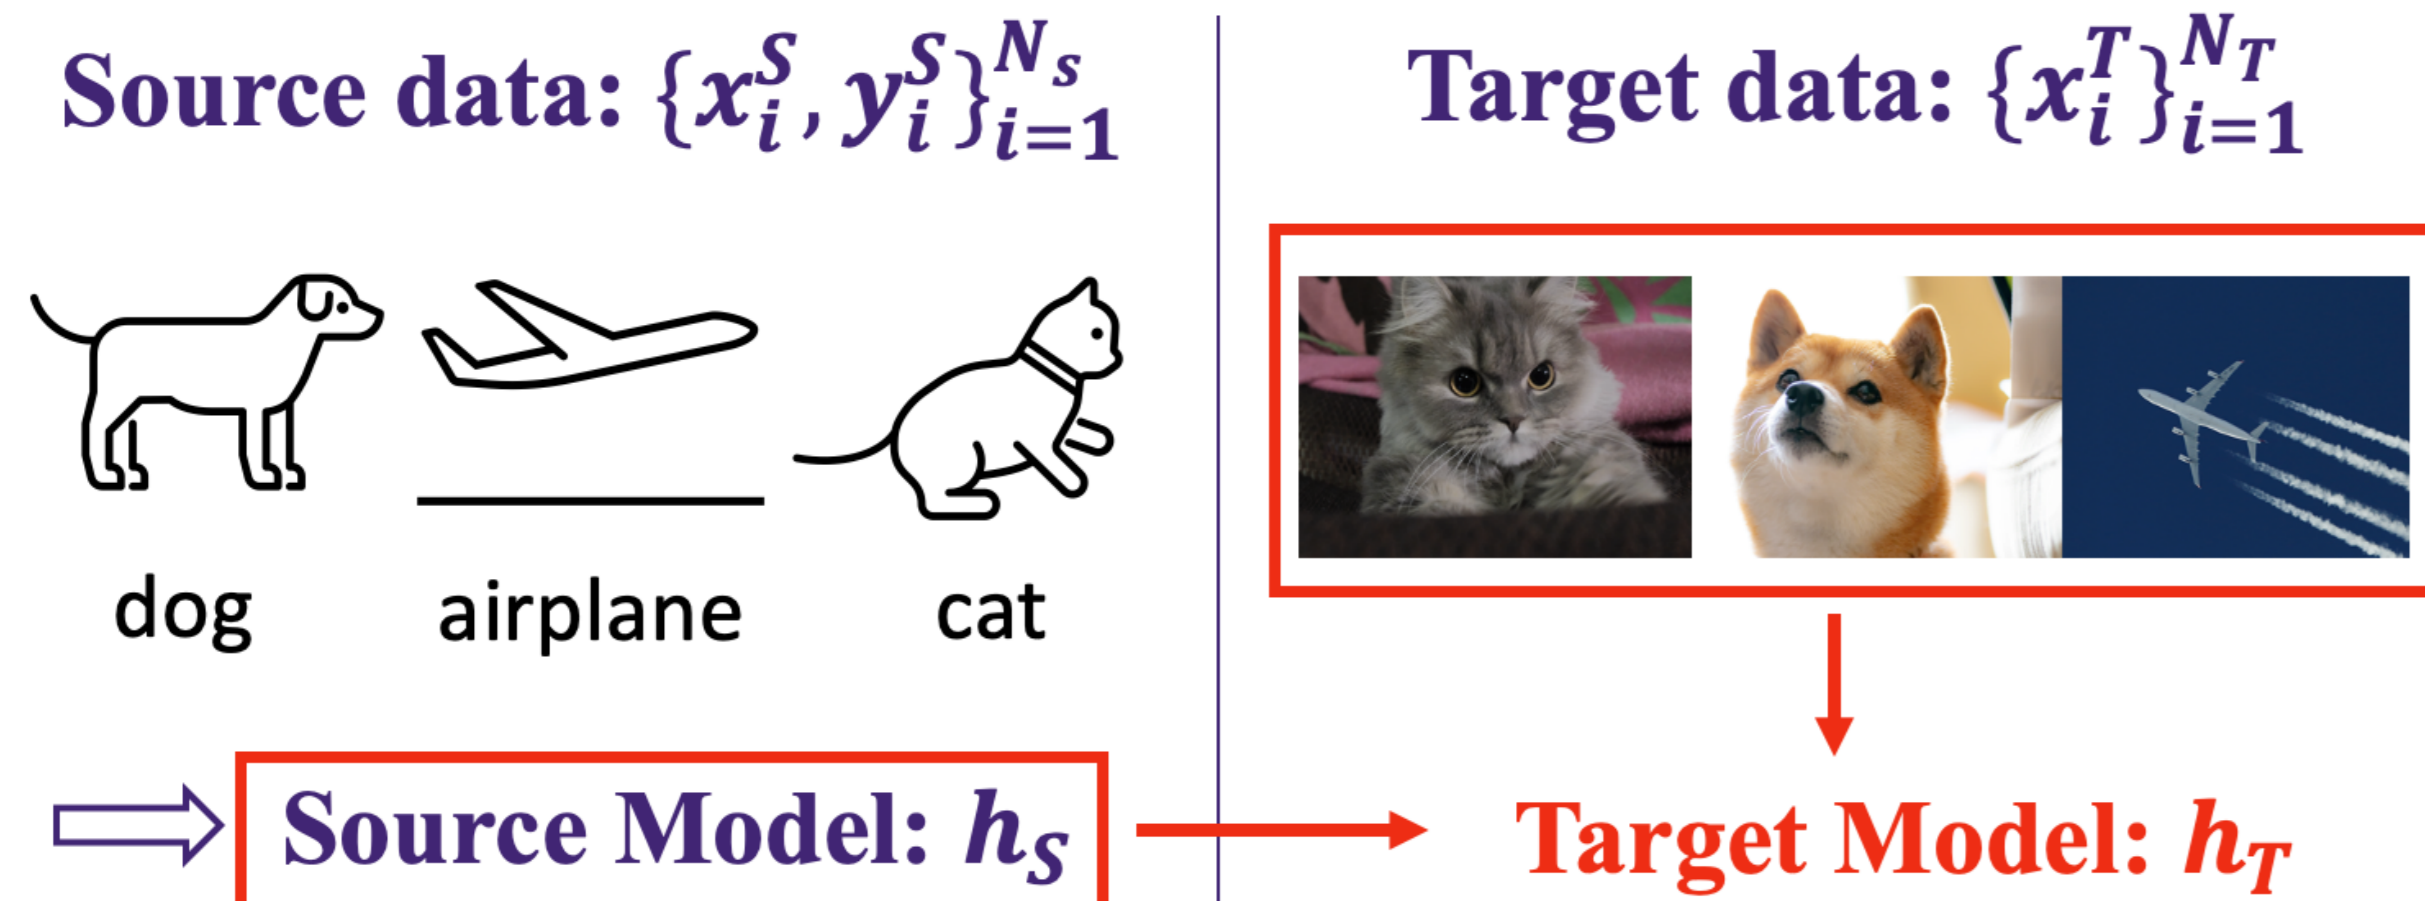 Source data: {x_i^S, y_i^S}_{i=1}^{N_s}
dog airplane cat
Source Model: h_S
Target data: {x_i^T}_{i=1}^{N_T}
Target Model: h_T